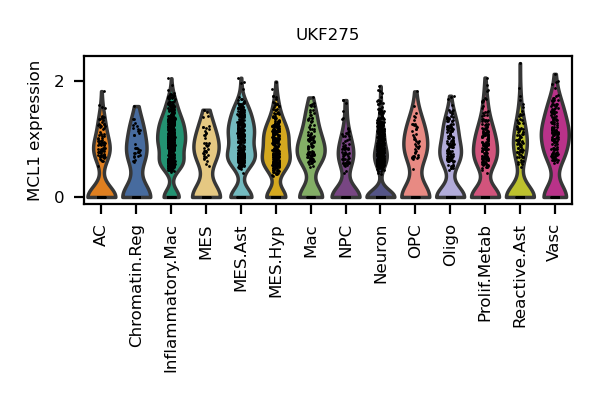 UKF275
MCL1 expression
2
0
AC
Chromatin.Reg
Inflammatory.Mac
MES
MES.Ast
MES.Hyp
Mac
NPC
Neuron
OPC
Oligo
Prolif.Metab
Reactive.Ast
Vasc